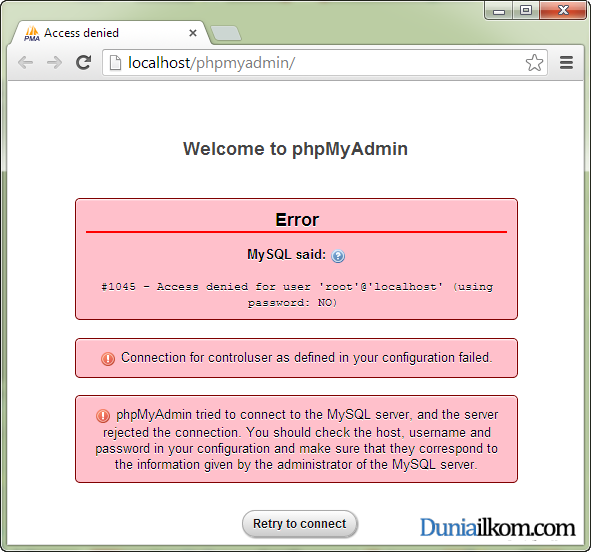 PMA Access denied
localhost/phpmyadmin/
Welcome to phpMyAdmin
Error
MySQL said:
#1045 - Access denied for user 'root'@'localhost' (using
password: NO)
Connection for controluser as defined in your configuration failed.
phpMyAdmin tried to connect to the MySQL server, and the server
rejected the connection. You should check the host, username and
password in your configuration and make sure that they correspond to
the information given by the administrator of the MySQL server.
Retry to connect
Duniailkom.com